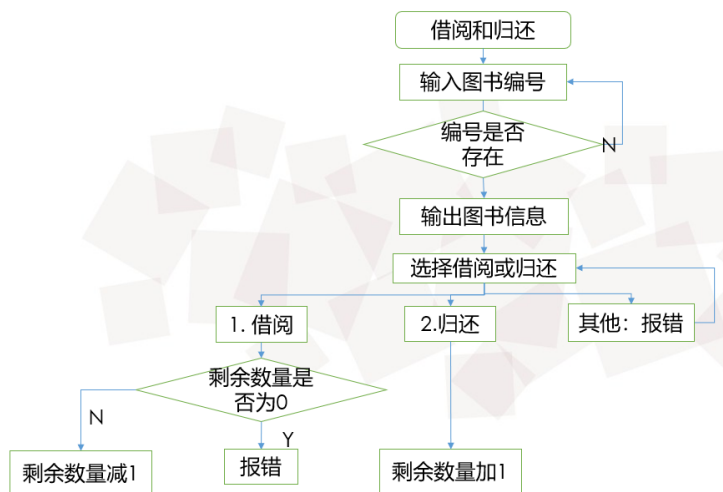 借阅和归还
输入图书编号
编号是否
存在
N
输出图书信息
选择借阅或归还
1. 借阅
2.归还
其他：报错
剩余数量是
否为0
N
Y
剩余数量减1
报错
剩余数量加1